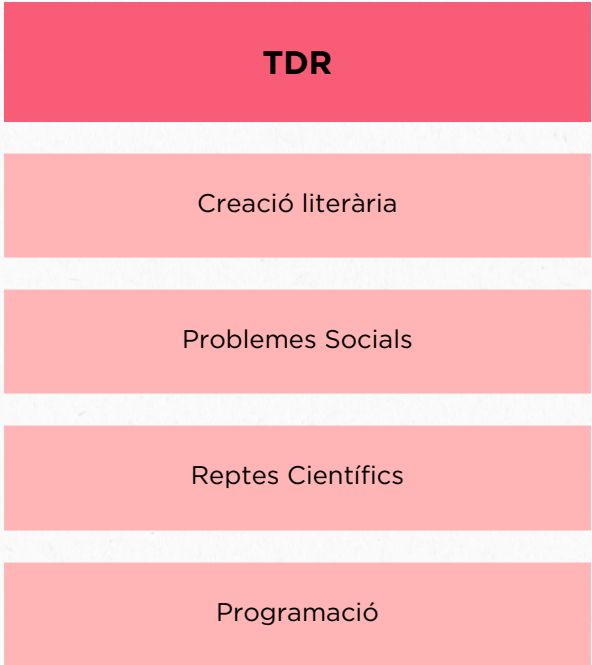 TDR
Creació literària
Problemes Socials
Reptes Científics
Programació